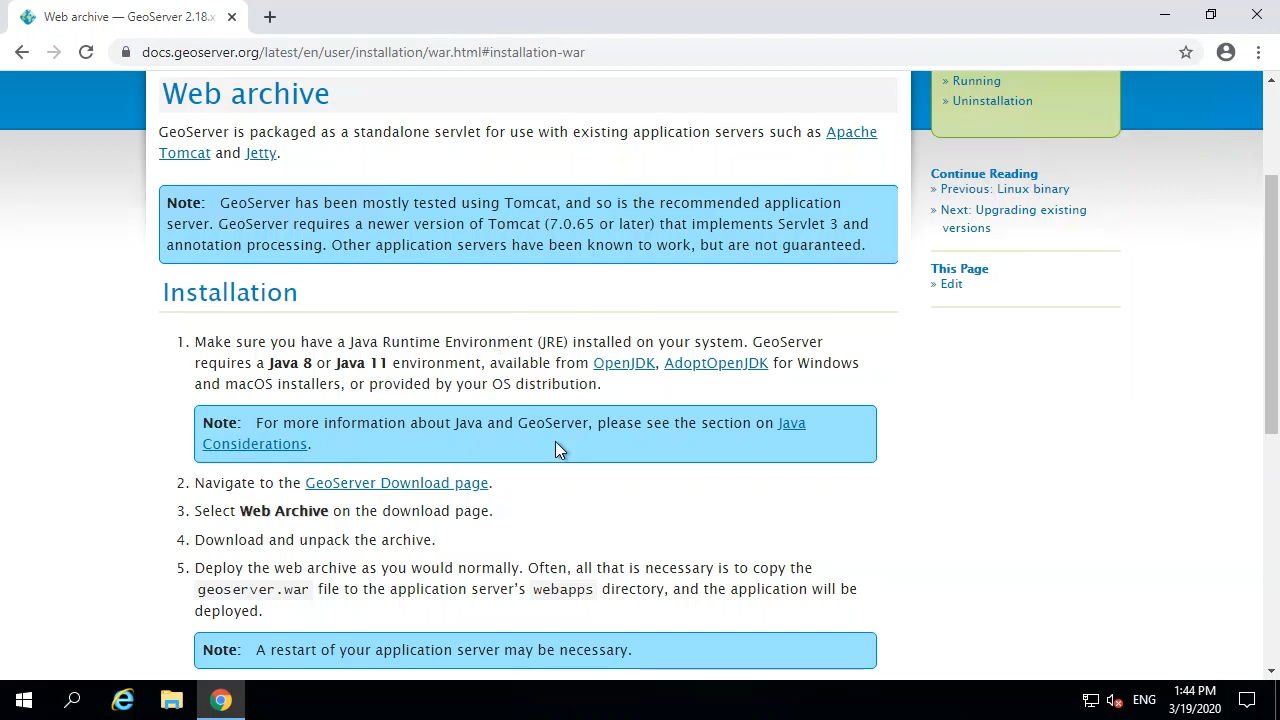 Web archive — GeoServer 2.18.x
docs.geoserver.org/latest/en/user/installation/war.html#installation-war
Web archive
GeoServer is packaged as a standalone servlet for use with existing application servers such as Apache
Tomcat and Jetty.
Note: GeoServer has been mostly tested using Tomcat, and so is the recommended application
server. GeoServer requires a newer version of Tomcat (7.0.65 or later) that implements Servlet 3 and
annotation processing. Other application servers have been known to work, but are not guaranteed.
Installation
1. Make sure you have a Java Runtime Environment (JRE) installed on your system. GeoServer
requires a Java 8 or Java 11 environment, available from OpenJDK, AdoptOpenJDK for Windows
and macOS installers, or provided by your OS distribution.
Note: For more information about Java and GeoServer, please see the section on Java
Considerations.
2. Navigate to the GeoServer Download page.
3. Select Web Archive on the download page.
4. Download and unpack the archive.
5. Deploy the web archive as you would normally. Often, all that is necessary is to copy the
geoserver.war file to the application server's webapps directory, and the application will be
deployed.
Note: A restart of your application server may be necessary.
» Running
» Uninstallation
Continue Reading
» Previous: Linux binary
» Next: Upgrading existing
versions
This Page
» Edit
ENG
1:44 PM
3/19/2020